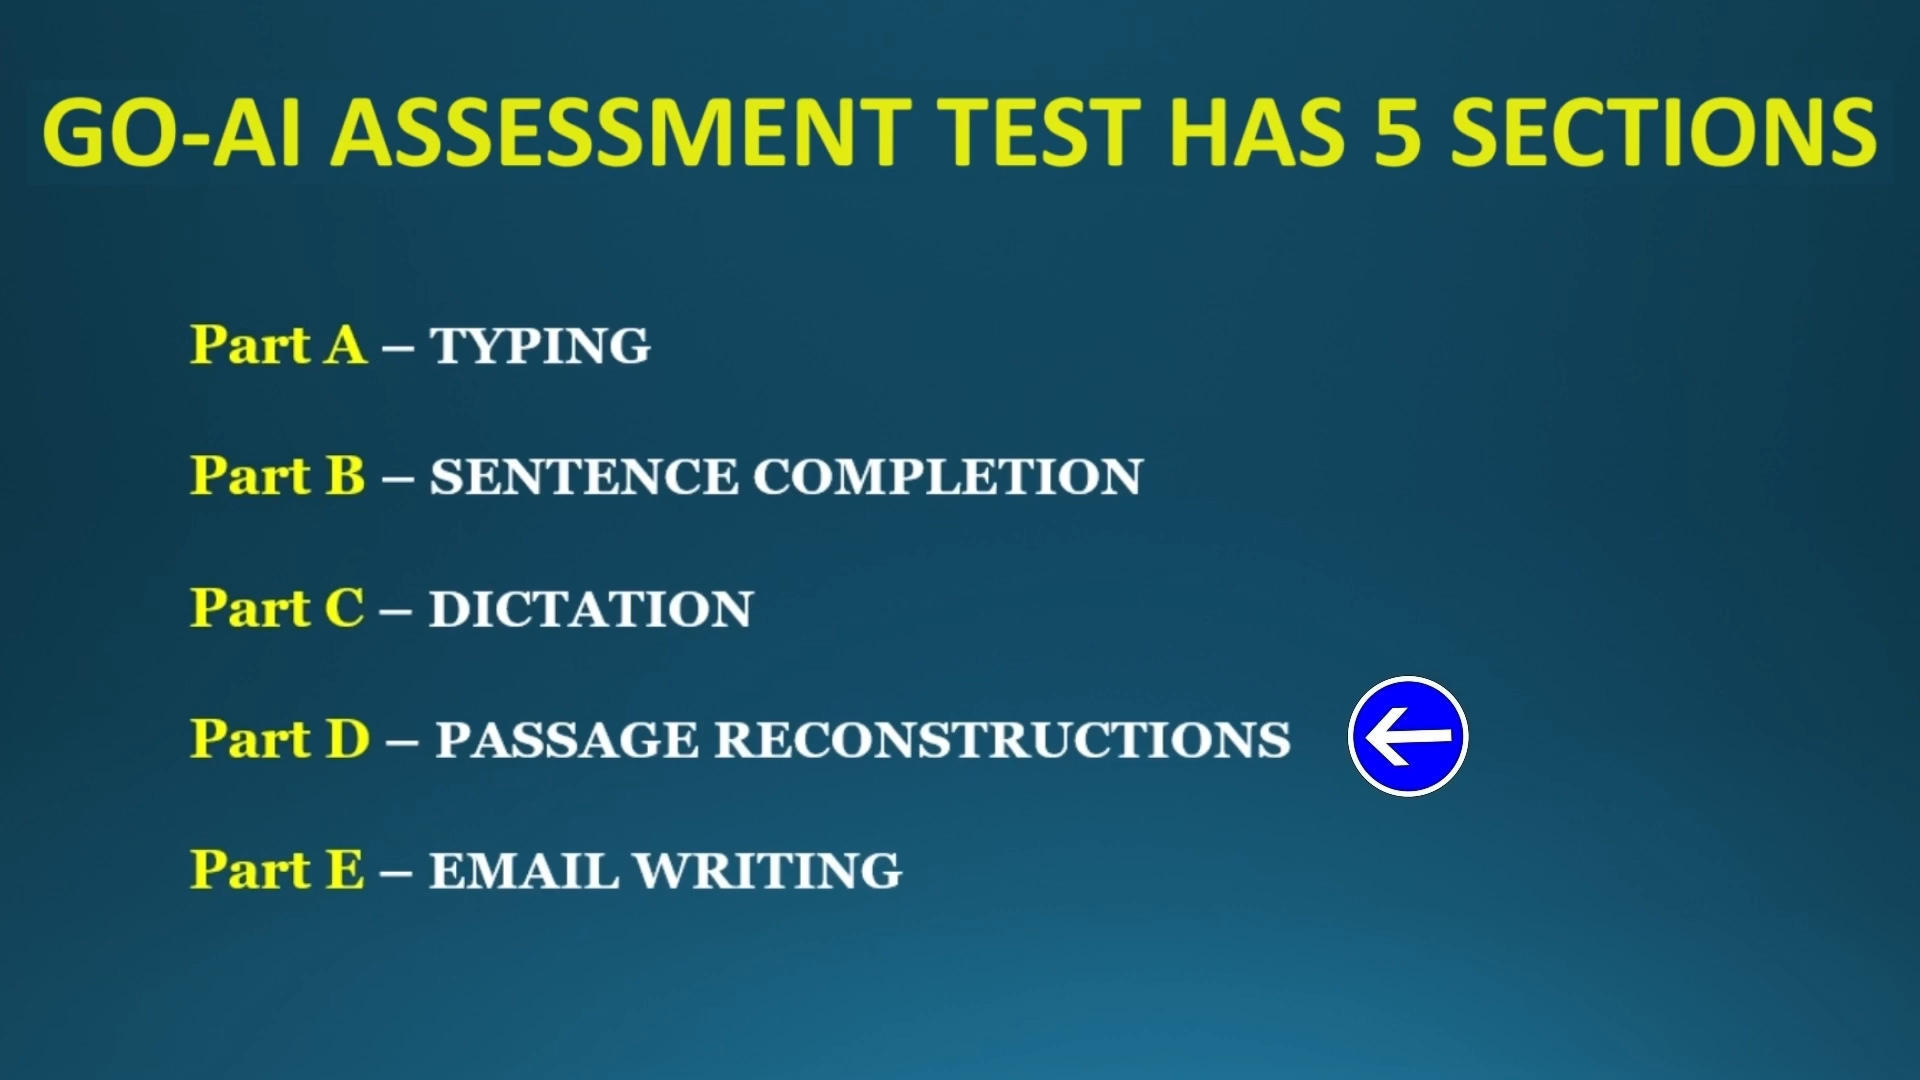 GO-AI ASSESSMENT TEST HAS 5 SECTIONS
Part A – TYPING
Part B – SENTENCE COMPLETION
Part C – DICTATION
Part D – PASSAGE RECONSTRUCTIONS
Part E – EMAIL WRITING